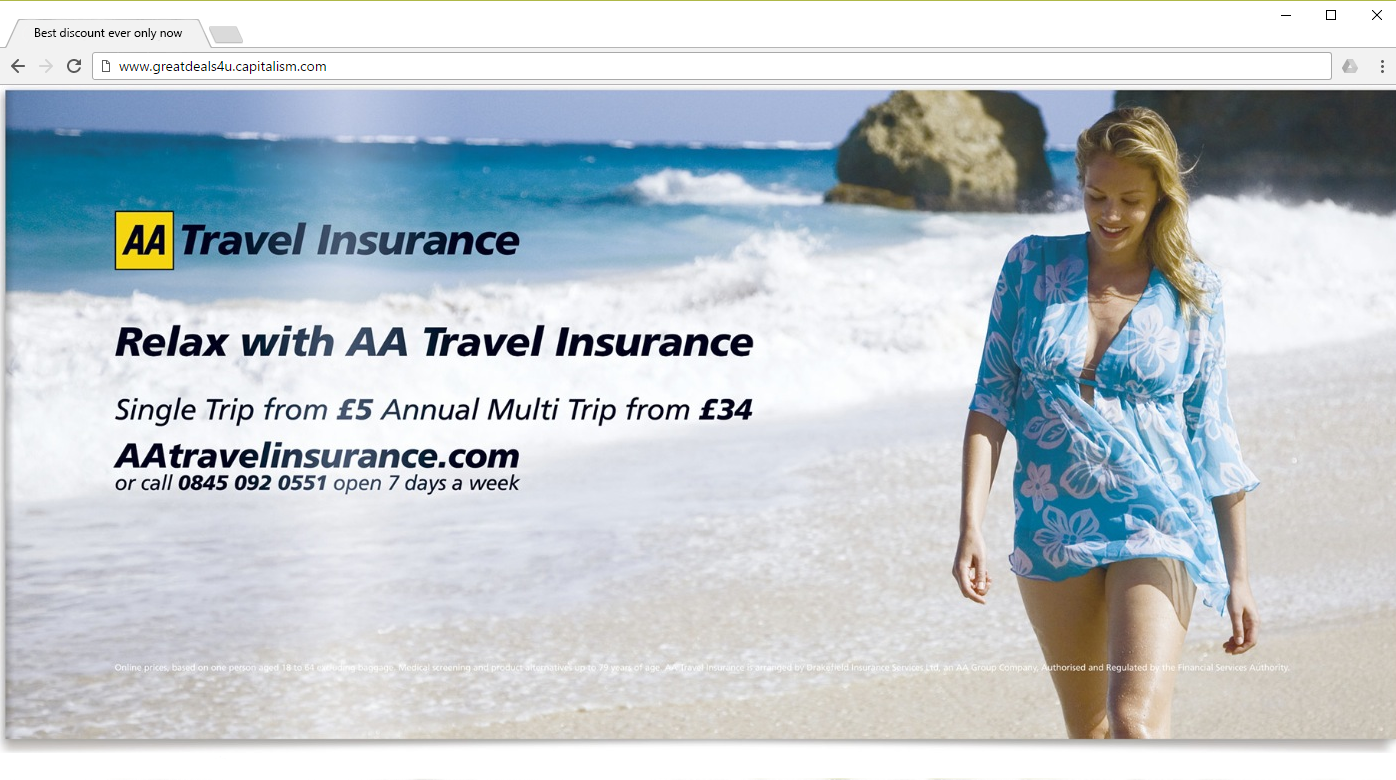 Best discount ever only now
www.greatdeals4u.capitalism.com
AA Travel Insurance
Relax with AA Travel Insurance
Single Trip from £5 Annual Multi Trip from £34
AAtravelinsurance.com
or call 0845 092 0551 open 7 days a week
Online prices, based on one person aged 18 to 64 excluding baggage. Medical screening and product alternatives up to 79 years of age. AA Travel Insurance is arranged by Drakefield Insurance Services Ltd, an AA Group Company. Authorised and Regulated by the Financial Services Authority.